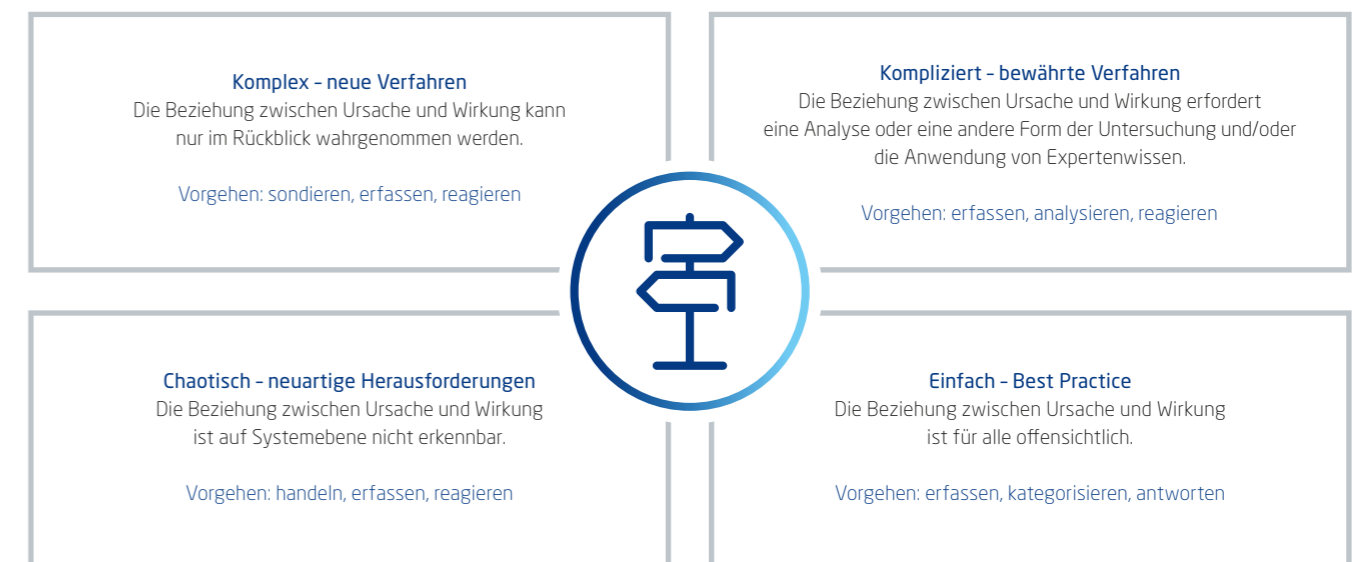 Komplex – neue Verfahren
Die Beziehung zwischen Ursache und Wirkung kann
nur im Rückblick wahrgenommen werden.
Vorgehen: sondieren, erfassen, reagieren
Kompliziert – bewährte Verfahren
Die Beziehung zwischen Ursache und Wirkung erfordert
eine Analyse oder eine andere Form der Untersuchung und/oder
die Anwendung von Expertenwissen.
Vorgehen: erfassen, analysieren, reagieren
Chaotisch – neuartige Herausforderungen
Die Beziehung zwischen Ursache und Wirkung
ist auf Systemebene nicht erkennbar.
Vorgehen: handeln, erfassen, reagieren
Einfach – Best Practice
Die Beziehung zwischen Ursache und Wirkung
ist für alle offensichtlich.
Vorgehen: erfassen, kategorisieren, antworten